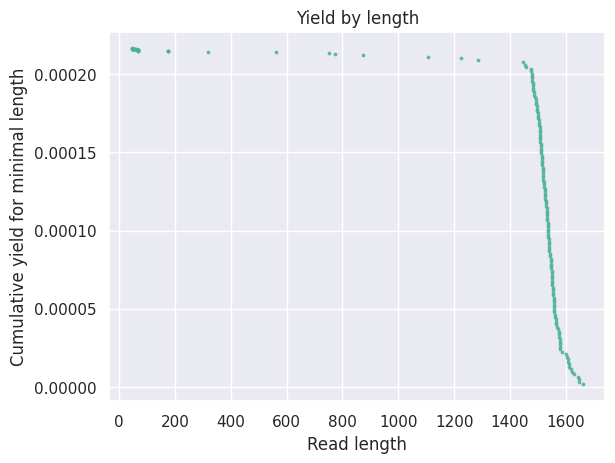 Yield by length
Cumulative yield for minimal length
0.00020
0.00015
0.00010
0.00005
0.00000
0 200 400 600 800 1000 1200 1400 1600
Read length